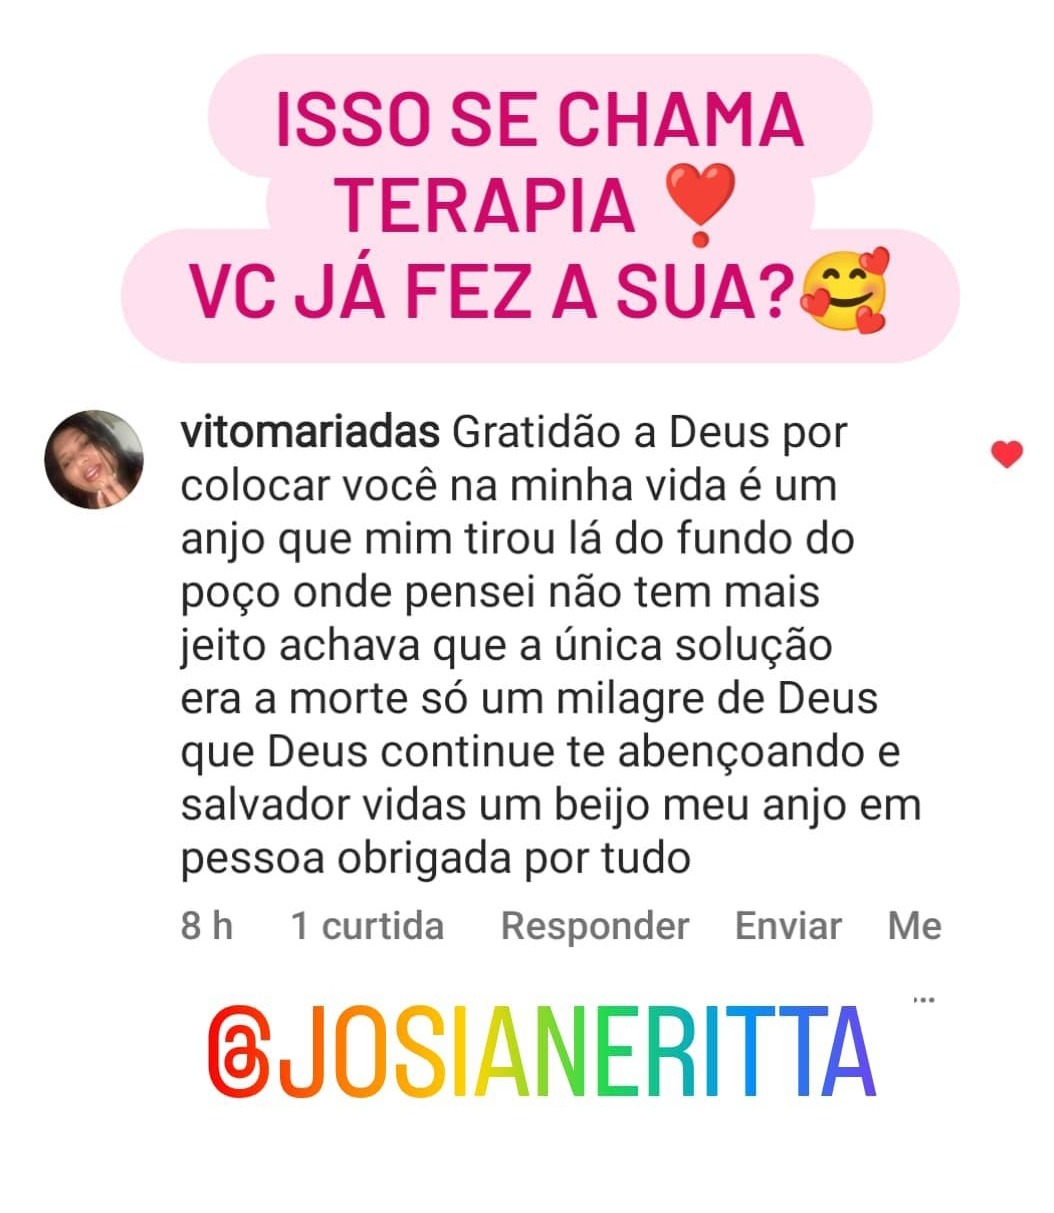 ISSO SE CHAMA
TERAPIA ❣️
VC JÁ FEZ A SUA?🥰
vitomariadas Gratidão a Deus por
colocar você na minha vida é um
anjo que mim tirou lá do fundo do
poço onde pensei não tem mais
jeito achava que a única solução
era a morte só um milagre de Deus
que Deus continue te abençoando e
salvador vidas um beijo meu anjo em
pessoa obrigada por tudo
8 h 1 curtida Responder Enviar Me
...
@JOSIANERITTA